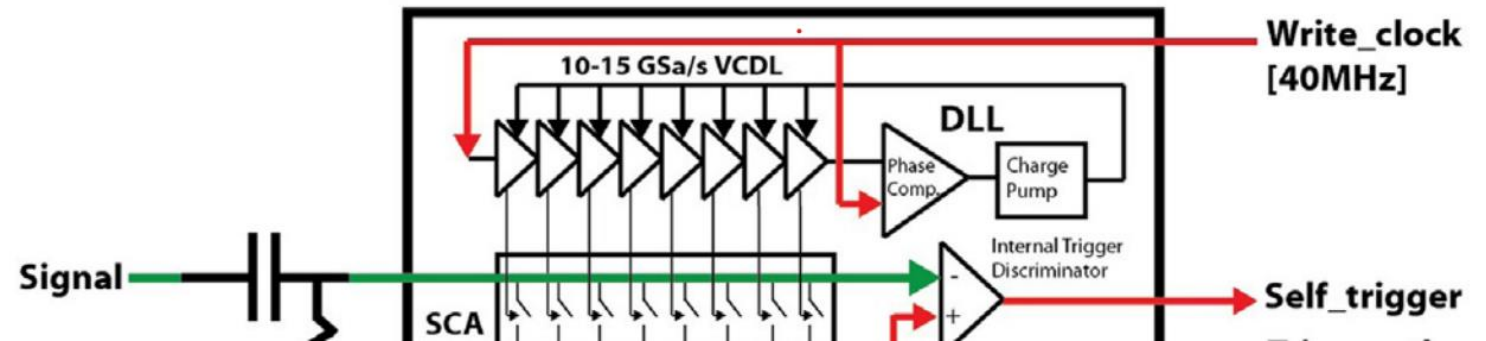 Write_clock
[40MHz]
10-15 GSa/s VCDL
DLL
Phase
Comp.
Charge
Pump
Internal Trigger
Discriminator
Signal
-
+
Self_trigger
SCA